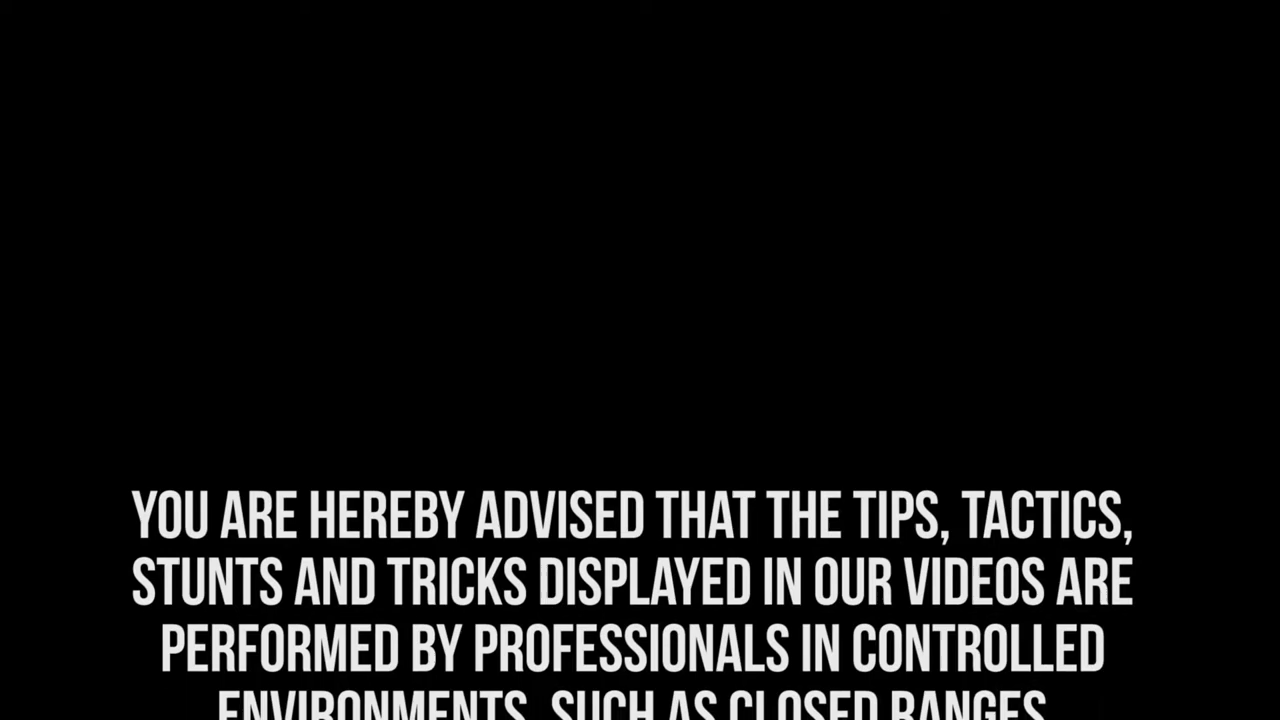 YOU ARE HEREBY ADVISED THAT THE TIPS, TACTICS,
STUNTS AND TRICKS DISPLAYED IN OUR VIDEOS ARE
PERFORMED BY PROFESSIONALS IN CONTROLLED
ENVIRONMENTS, SUCH AS CLOSED RANGES